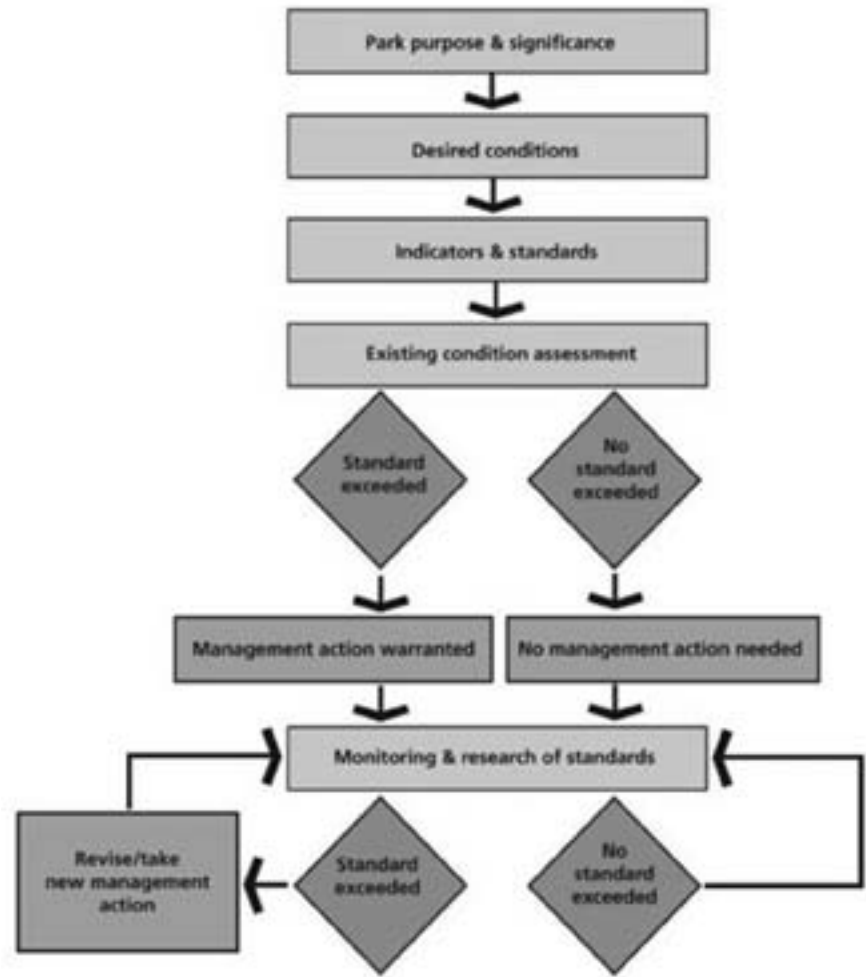 Park purpose & significance
Desired conditions
Indicators & standards
Existing condition assessment
Standard
exceeded
No
standard
exceeded
Management action warranted
No management action needed
Monitoring & research of standards
Revise/take
new management
action
Standard
exceeded
No
standard
exceeded